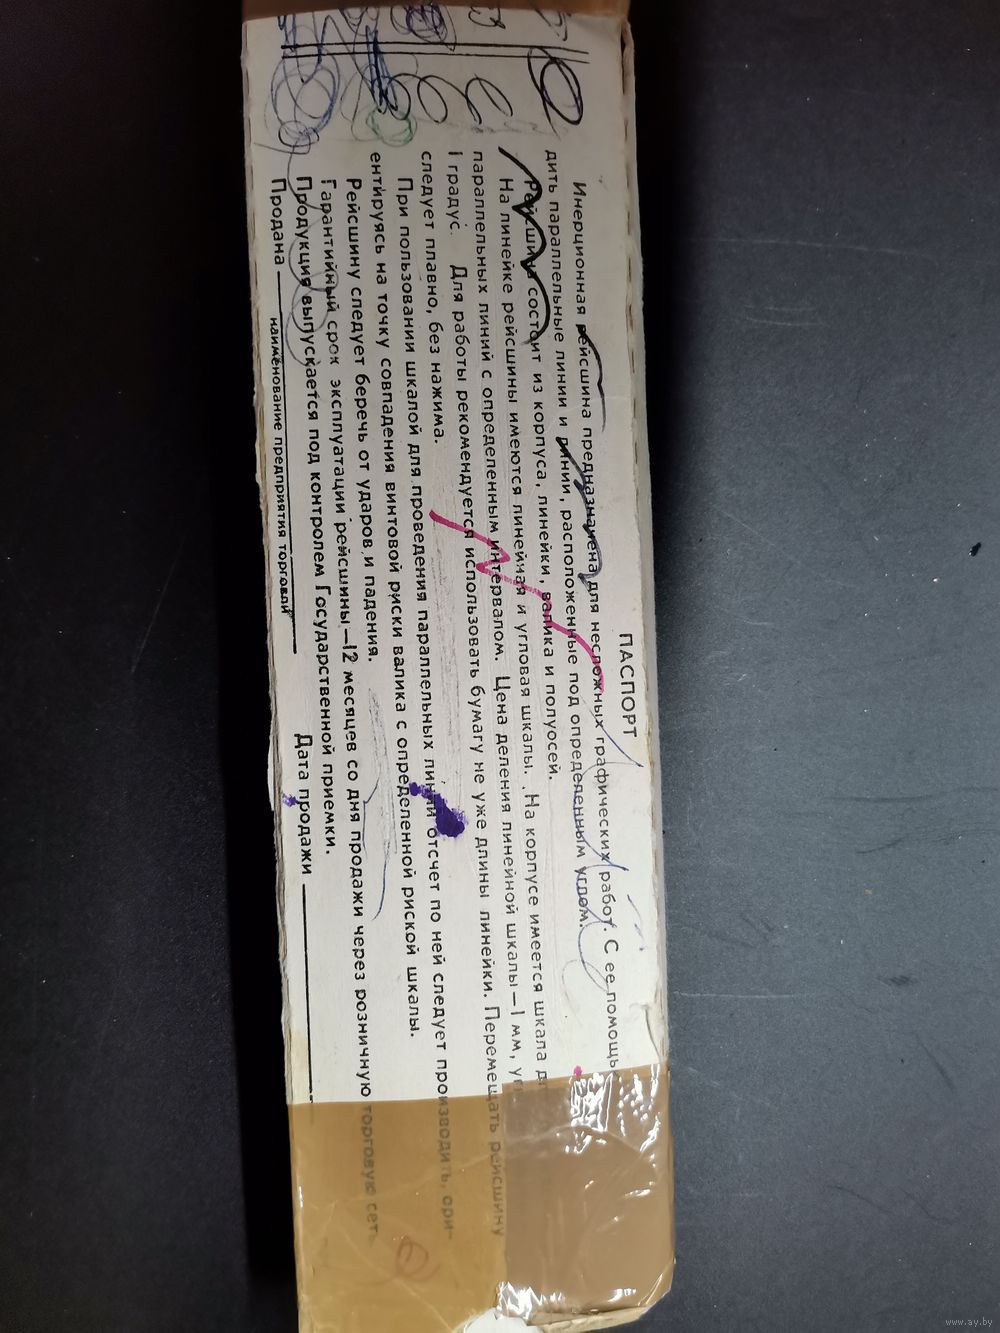 ПАСПОРТ
Инерционная рейсшина предназначена для несложных графических работ. С ее помощью
дить параллельные линии и линии, расположенные под определенным углом.
Рейсшина состоит из корпуса, линейки, валика и полуосей.
На линейке рейсшины имеются линейная и угловая шкалы. На корпусе имеется шкала
параллельных линий с определенным интервалом. Цена деления линейной шкалы—1 мм,
1 градус. Для работы рекомендуется использовать бумагу не уже длины линейки. Перемещать рейсшину
следует плавно, без нажима.
При пользовании шкалой для проведения параллельных линий отсчет по ней следует производить, ори-
ентируясь на точку совпадения винтовой риски валика с определенной риской шкалы.
Рейсшину следует беречь от ударов и падения.
Гарантийный срок эксплуатации рейсшины—12 месяцев со дня продажи через розничную торговую сеть.
Продукция выпускается под контролем Государственной приемки.
Продана Дата продажи
наименование предприятия торговли
www.ay.by